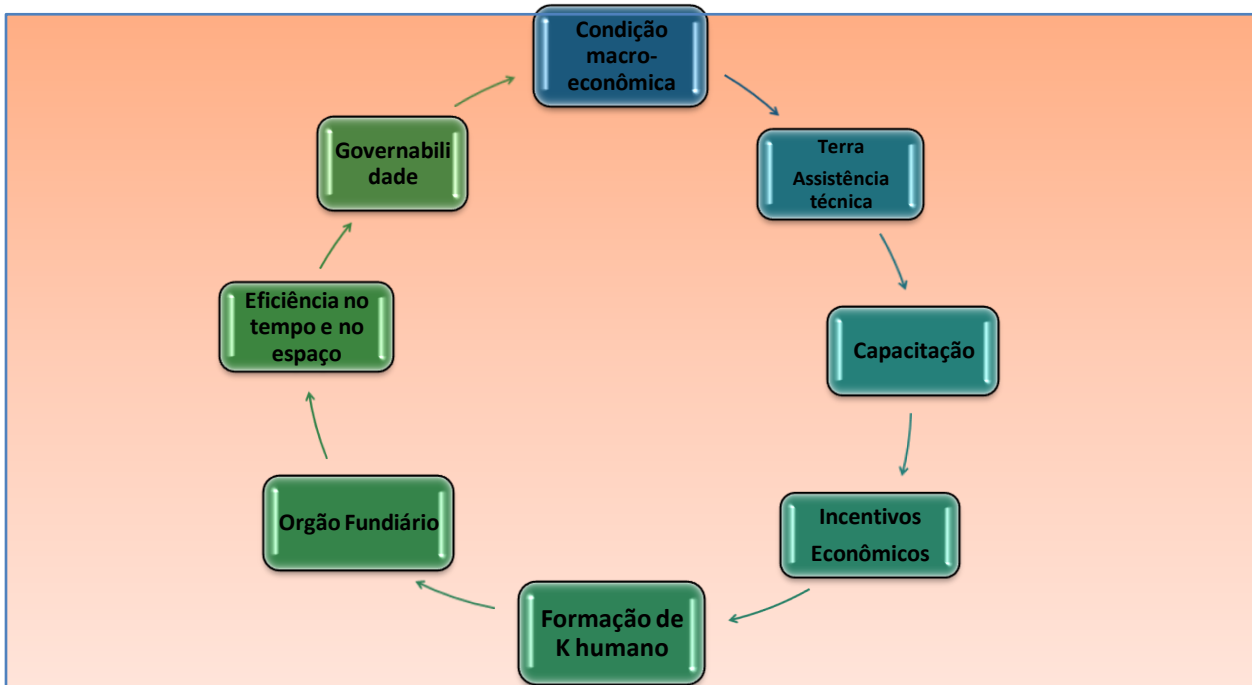 Condição
macro-
econômica
Terra
Assistência
técnica
Capacitação
Incentivos
Econômicos
Formação de
K humano
Orgão Fundiário
Eficiência no
tempo e no
espaço
Governabili
dade